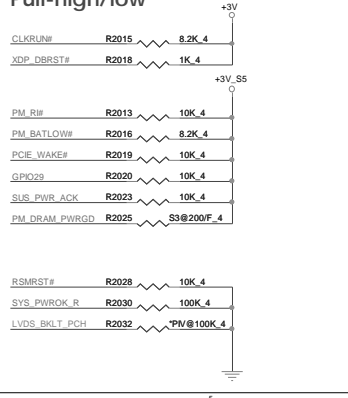 Pull-high/low
+3V
CLKRUN# R2015 8.2K_4
XDP_DBRST# R2018 1K_4
+3V_S5
PM_RI# R2013 10K_4
PM_BATLOW# R2016 8.2K_4
PCIE_WAKE# R2019 10K_4
GPIO29 R2020 10K_4
SUS_PWR_ACK R2023 10K_4
PM_DRAM_PWRGD R2025 S3@200/F_4
RSMRST# R2028 10K_4
SYS_PWROK_R R2030 100K_4
LVDS_BKLT_PCH R2032 *PIV@100K_4